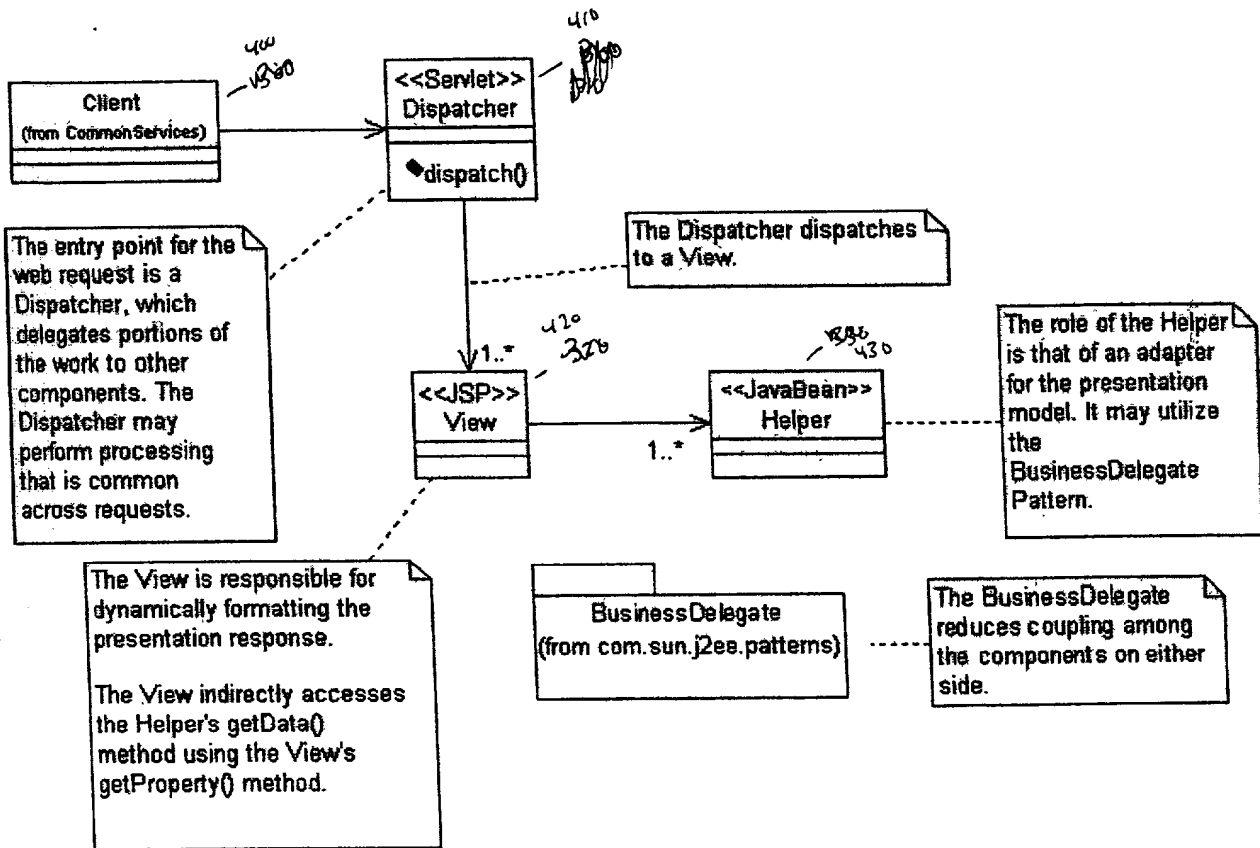 400
410
Client
(from CommonServices)
<<Servlet>>
Dispatcher
dispatch()
The entry point for the
web request is a
Dispatcher, which
delegates portions of
the work to other
components. The
Dispatcher may
perform processing
that is common
across requests.
The Dispatcher dispatches
to a View.
420
320
1..*
<<JSP>>
View
430
1..*
<<JavaBean>>
Helper
The role of the Helper
is that of an adapter
for the presentation
model. It may utilize
the
BusinessDelegate
Pattern.
The View is responsible for
dynamically formatting the
presentation response.
The View indirectly accesses
the Helper's getData()
method using the View's
getProperty() method.
BusinessDelegate
(from com.sun.j2ee.patterns)
The BusinessDelegate
reduces coupling among
the components on either
side.